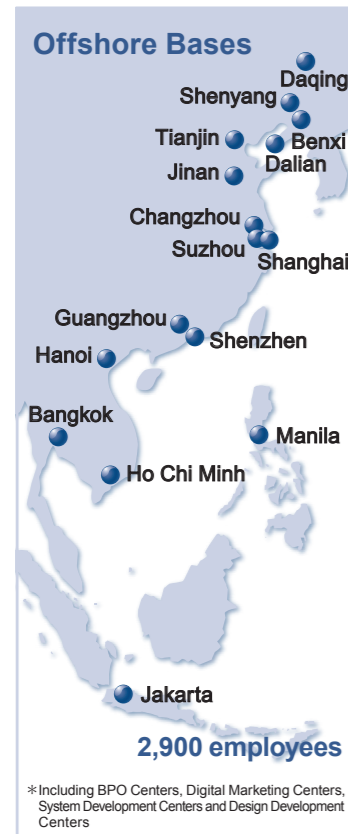 Offshore Bases
Daqing
Shenyang
Benxi
Tianjin
Dalian
Jinan
Changzhou
Suzhou
Shanghai
Guangzhou
Shenzhen
Hanoi
Bangkok
Manila
Ho Chi Minh
Jakarta
2,900 employees
＊Including BPO Centers, Digital Marketing Centers,
System Development Centers and Design Development
Centers